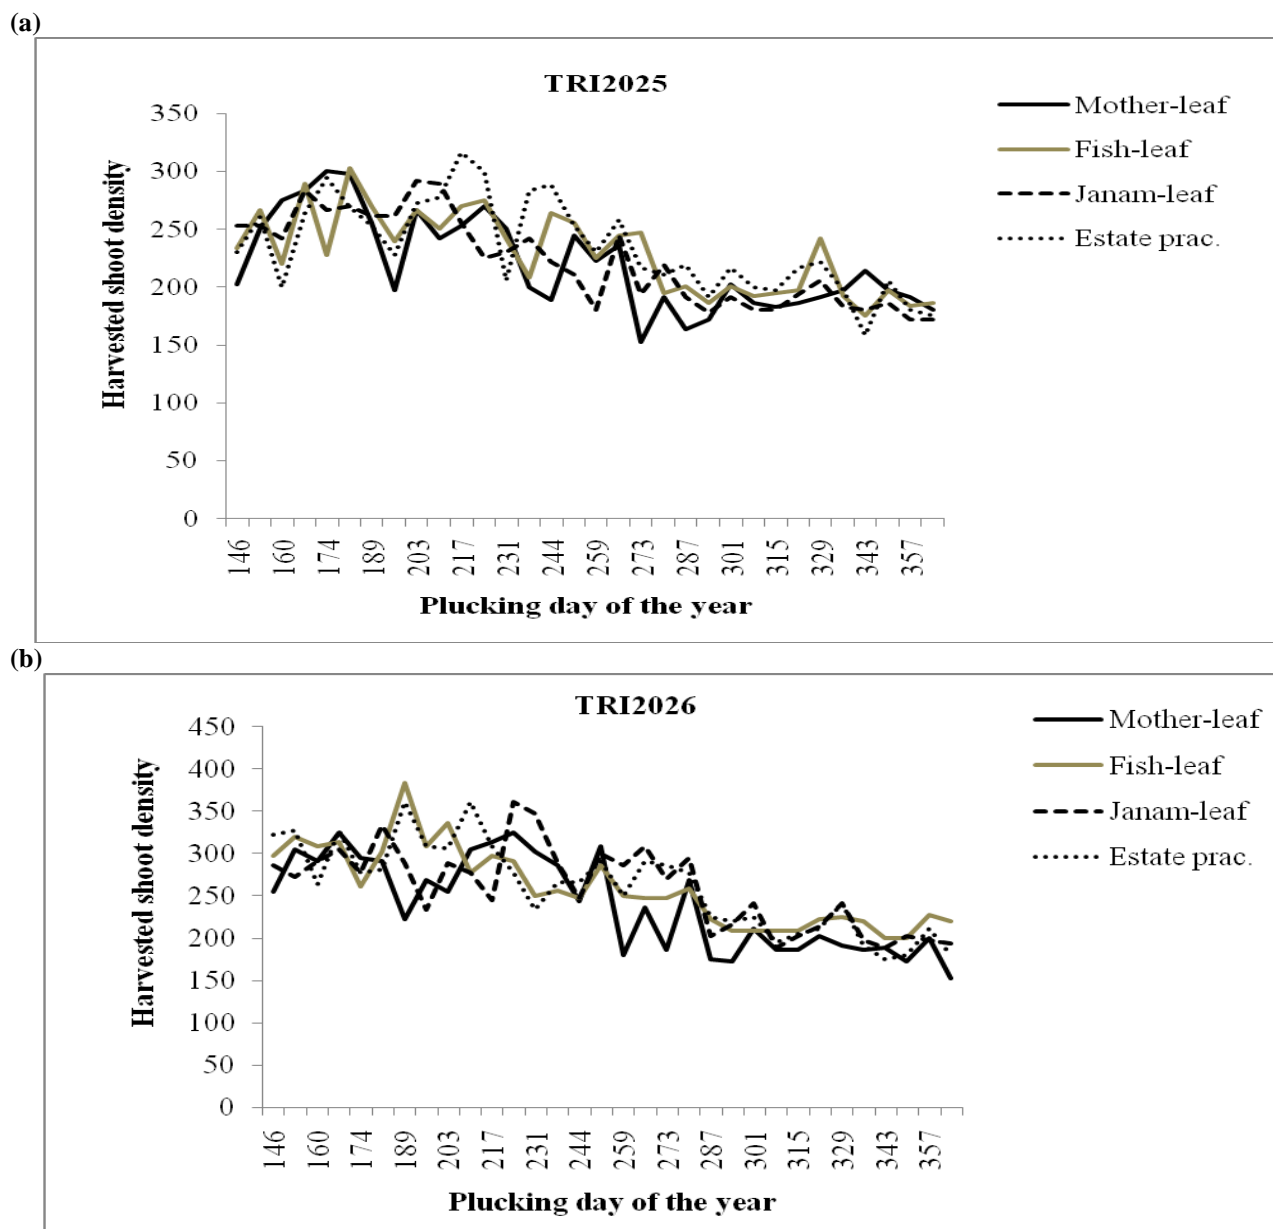 (a)
TRI2025
Mother-leaf
Fish-leaf
Janam-leaf
Estate prac.
Harvested shoot density
350
300
250
200
150
100
50
0
146 160 174 189 203 217 231 244 259 273 287 301 315 329 343 357
Plucking day of the year
(b)
TRI2026
Mother-leaf
Fish-leaf
Janam-leaf
Estate prac.
Harvested shoot density
450
400
350
300
250
200
150
100
50
0
146 160 174 189 203 217 231 244 259 273 287 301 315 329 343 357
Plucking day of the year